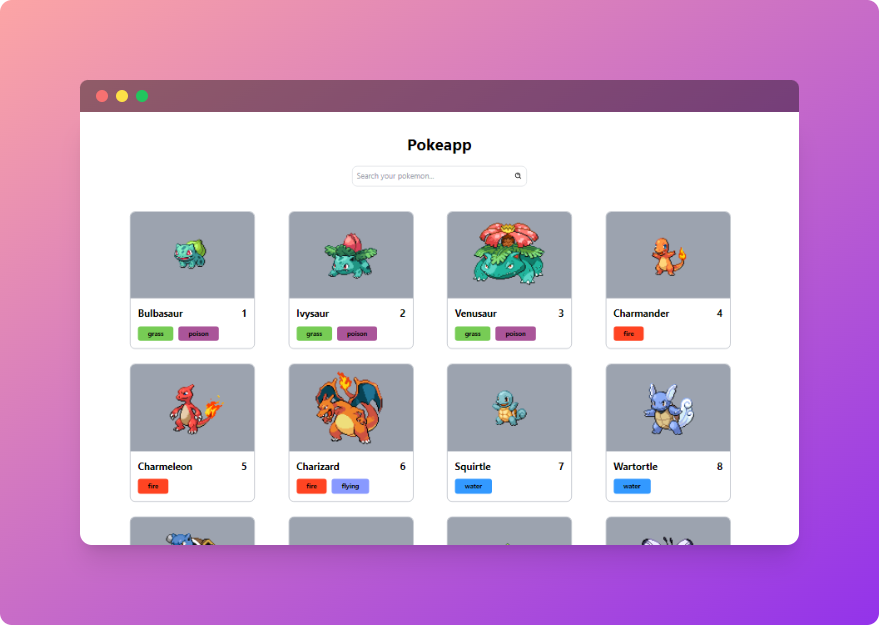 Pokeapp
Search your pokemon...
Bulbasaur 1
grass poison
Ivysaur 2
grass poison
Venusaur 3
grass poison
Charmander 4
fire
Charmeleon 5
fire
Charizard 6
fire flying
Squirtle 7
water
Wartortle 8
water